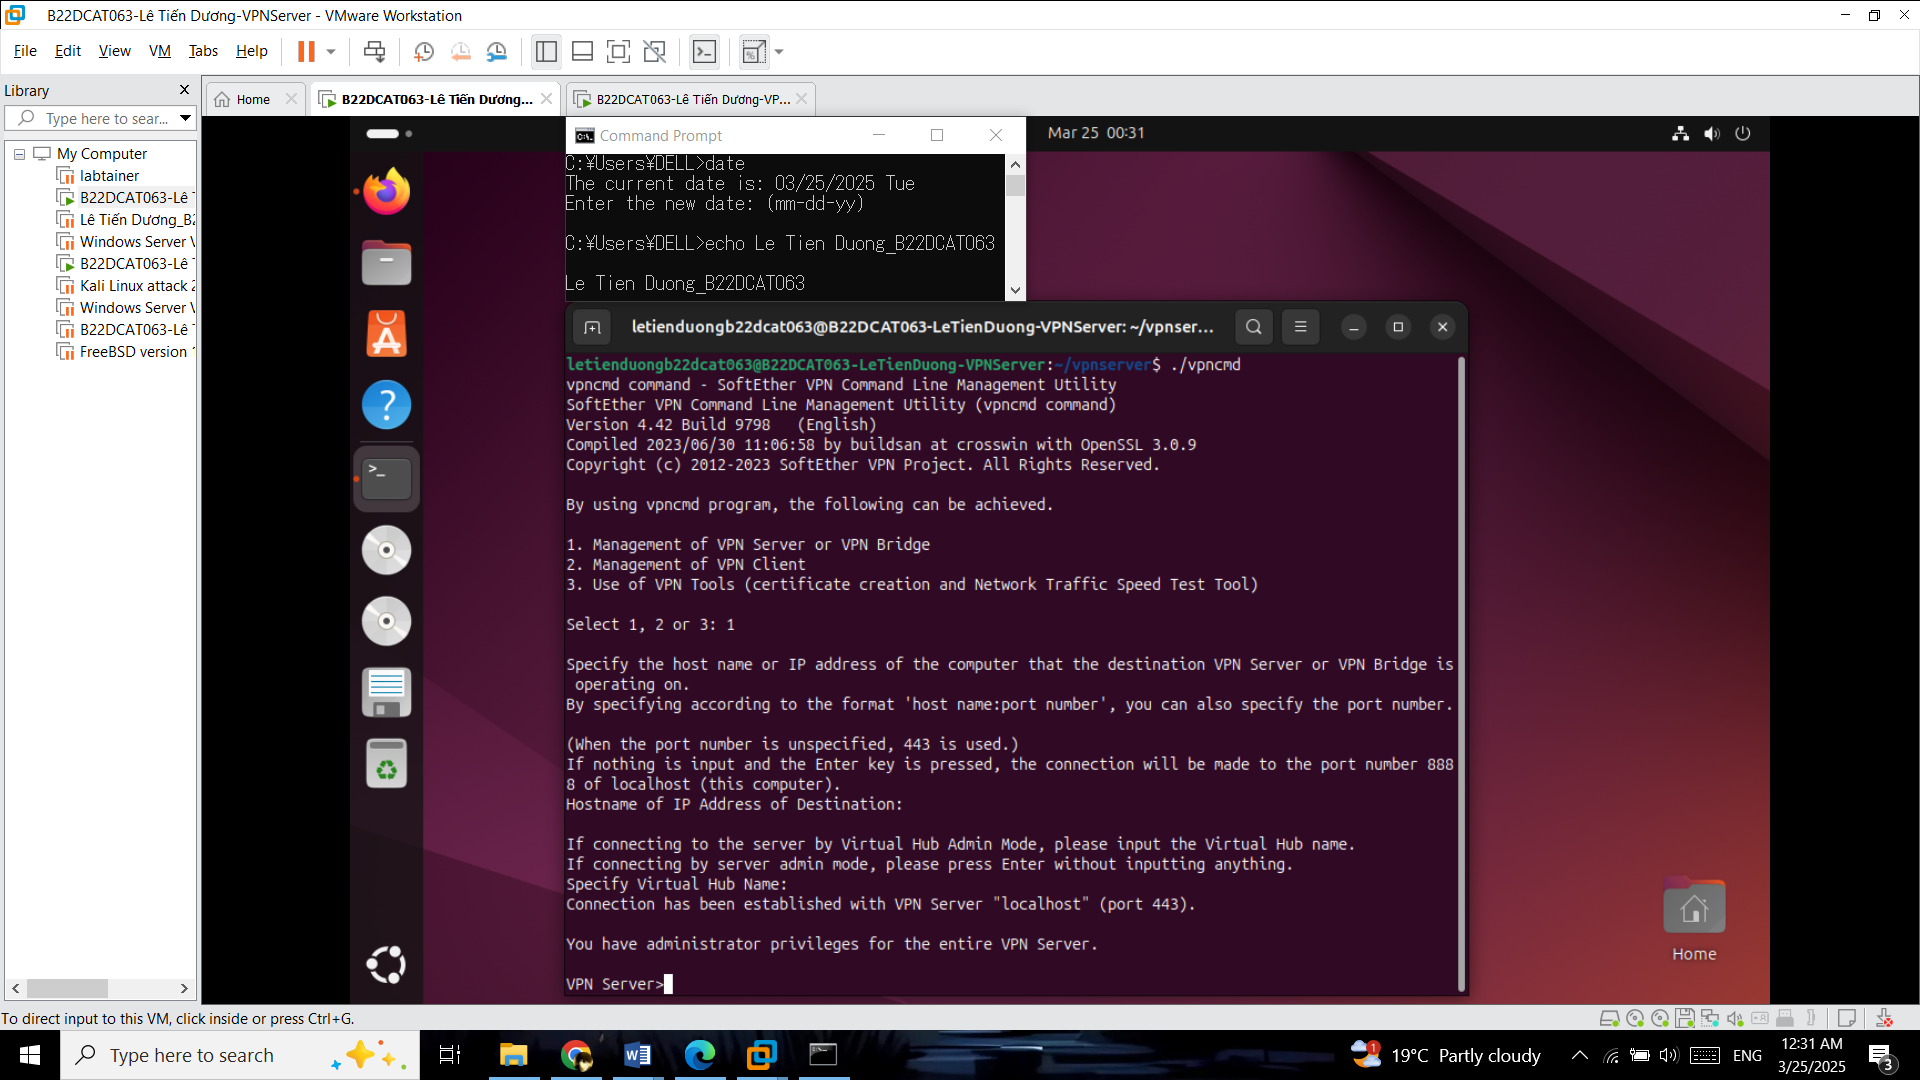 B22DCAT063-Lê Tiến Dương-VPNServer - VMware Workstation
File Edit View VM Tabs Help
Library
Type here to sear...
My Computer
labtainer
B22DCAT063-Lê T
Lê Tiến Dương_B2
Windows Server V
B22DCAT063-Lê T
Kali Linux attack 2
Windows Server V
B22DCAT063-Lê T
FreeBSD version 1
Home
B22DCAT063-Lê Tiến Dương...
B22DCAT063-Lê Tiến Dương-VP...
Mar 25 00:31
Command Prompt
C:¥Users¥DELL>date
The current date is: 03/25/2025 Tue
Enter the new date: (mm-dd-yy)
C:¥Users¥DELL>echo Le Tien Duong_B22DCAT063
Le Tien Duong_B22DCAT063
letienduongb22dcat063@B22DCAT063-LeTienDuong-VPNServer: ~/vpnser...
letienduongb22dcat063@B22DCAT063-LeTienDuong-VPNServer:~/vpnserver$ ./vpncmd
vpncmd command - SoftEther VPN Command Line Management Utility
SoftEther VPN Command Line Management Utility (vpncmd command)
Version 4.42 Build 9798   (English)
Compiled 2023/06/30 11:06:58 by buildsan at crosswin with OpenSSL 3.0.9
Copyright (c) 2012-2023 SoftEther VPN Project. All Rights Reserved.
By using vpncmd program, the following can be achieved.
1. Management of VPN Server or VPN Bridge
2. Management of VPN Client
3. Use of VPN Tools (certificate creation and Network Traffic Speed Test Tool)
Select 1, 2 or 3: 1
Specify the host name or IP address of the computer that the destination VPN Server or VPN Bridge is
operating on.
By specifying according to the format 'host name:port number', you can also specify the port number.
(When the port number is unspecified, 443 is used.)
If nothing is input and the Enter key is pressed, the connection will be made to the port number 888
8 of localhost (this computer).
Hostname of IP Address of Destination:
If connecting to the server by Virtual Hub Admin Mode, please input the Virtual Hub name.
If connecting by server admin mode, please press Enter without inputting anything.
Specify Virtual Hub Name:
Connection has been established with VPN Server "localhost" (port 443).
You have administrator privileges for the entire VPN Server.
VPN Server>
Home
To direct input to this VM, click inside or press Ctrl+G.
Type here to search
1
19°C Partly cloudy
ENG
12:31 AM
3/25/2025
3